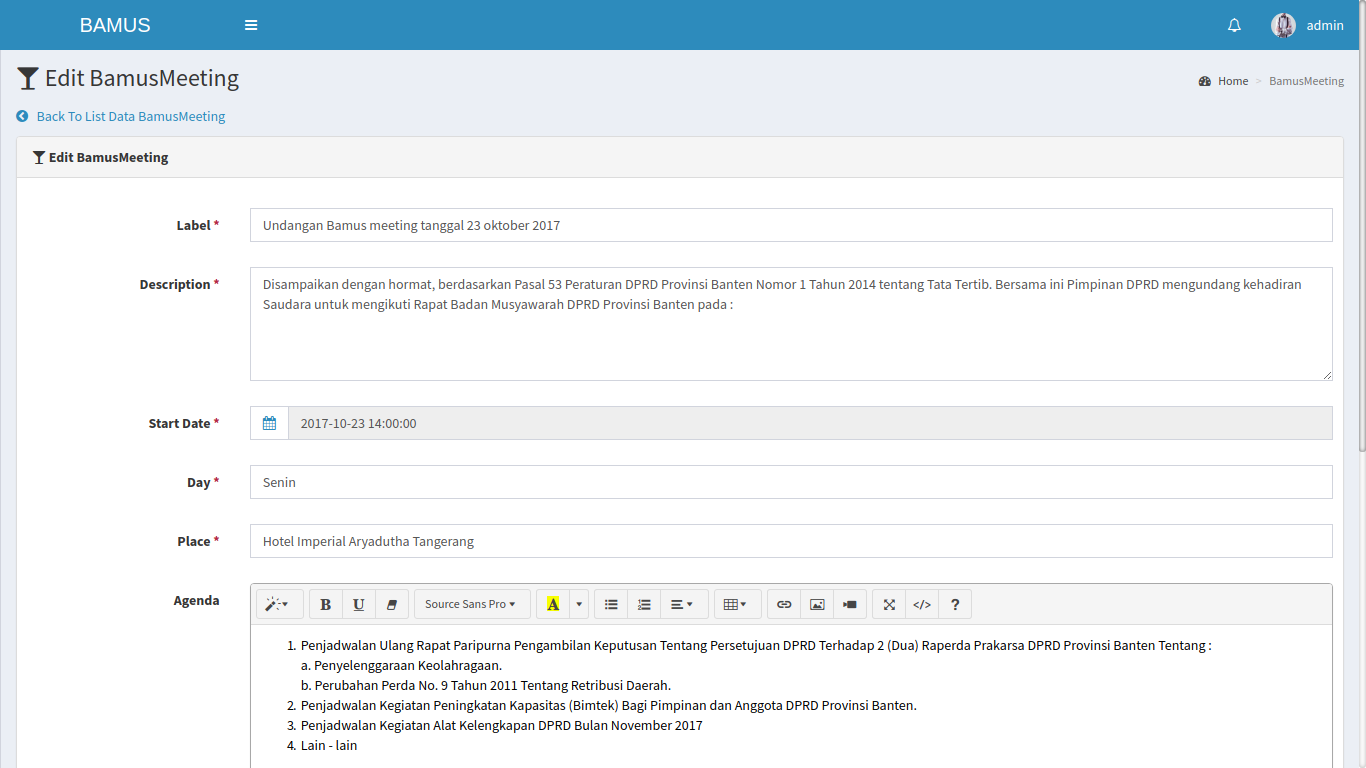 BAMUS
admin
Edit BamusMeeting
Home > BamusMeeting
Back To List Data BamusMeeting
Edit BamusMeeting
Label *
Undangan Bamus meeting tanggal 23 oktober 2017
Description *
Disampaikan dengan hormat, berdasarkan Pasal 53 Peraturan DPRD Provinsi Banten Nomor 1 Tahun 2014 tentang Tata Tertib. Bersama ini Pimpinan DPRD mengundang kehadiran
Saudara untuk mengikuti Rapat Badan Musyawarah DPRD Provinsi Banten pada :
Start Date *
2017-10-23 14:00:00
Day *
Senin
Place *
Hotel Imperial Aryadutha Tangerang
Agenda
B U Source Sans Pro A </> ?
1. Penjadwalan Ulang Rapat Paripurna Pengambilan Keputusan Tentang Persetujuan DPRD Terhadap 2 (Dua) Raperda Prakarsa DPRD Provinsi Banten Tentang :
a. Penyelenggaraan Keolahragaan.
b. Perubahan Perda No. 9 Tahun 2011 Tentang Retribusi Daerah.
2. Penjadwalan Kegiatan Peningkatan Kapasitas (Bimtek) Bagi Pimpinan dan Anggota DPRD Provinsi Banten.
3. Penjadwalan Kegiatan Alat Kelengkapan DPRD Bulan November 2017
4. Lain - lain